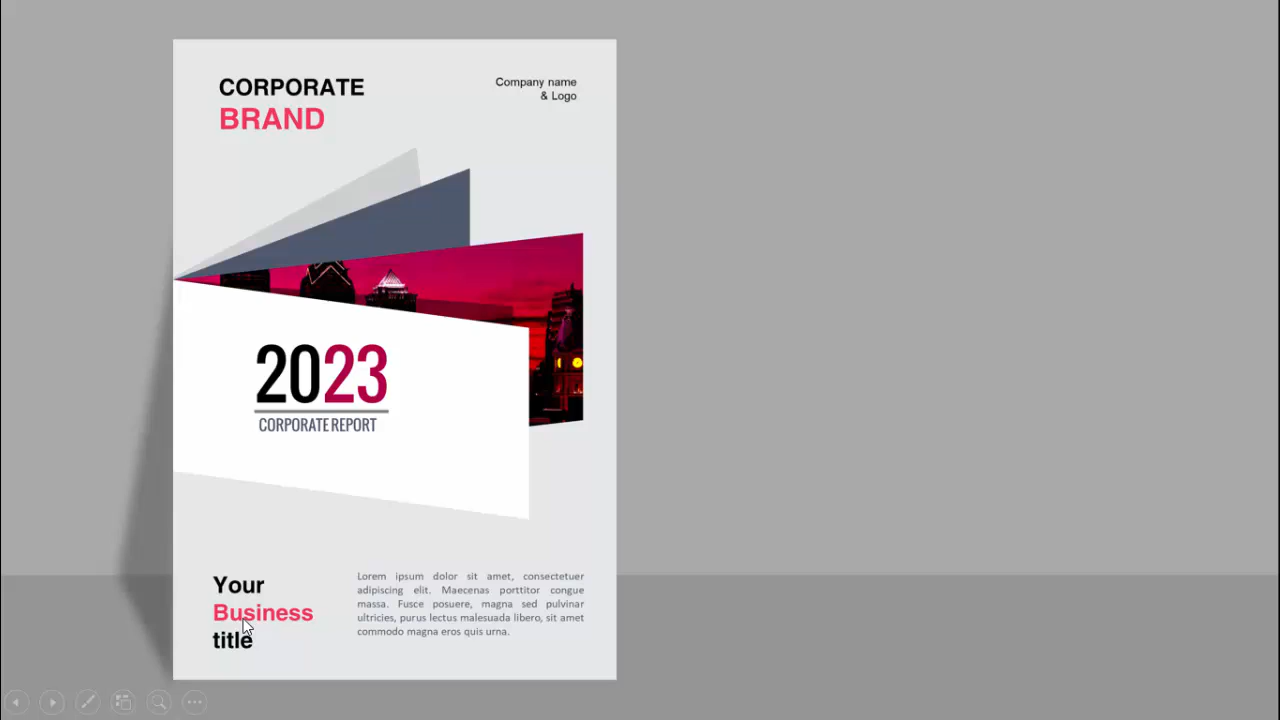 CORPORATE
BRAND
Company name
& Logo
2023
CORPORATE REPORT
Your
Business
title
Lorem ipsum dolor sit amet, consectetuer
adipiscing elit. Maecenas porttitor congue
massa. Fusce posuere, magna sed pulvinar
ultricies, purus lectus malesuada libero, sit amet
commodo magna eros quis urna.